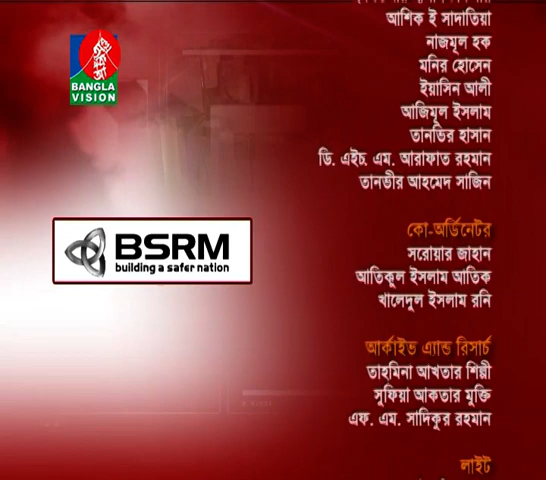 আশিক ই সাদাতিয়া
নাজমূল হক
মনির হোসেন
ইয়াসিন আলী
আজিমূল ইসলাম
তানভির হাসান
ডি. এইচ. এম. আরাফাত রহমান
তানভীর আহমেদ সাজিন
BANGLA
VISION
কো-অর্ডিনেটর
সরোয়ার জাহান
আতিকুল ইসলাম আতিক
খালেদুল ইসলাম রনি
BSRM
building a safer nation
আর্কাইভ এ্যান্ড রিসার্চ
তাহমিনা আখতার শিল্পী
সুফিয়া আকতার মুক্তি
এফ. এম. সাদিকুর রহমান
লাইট